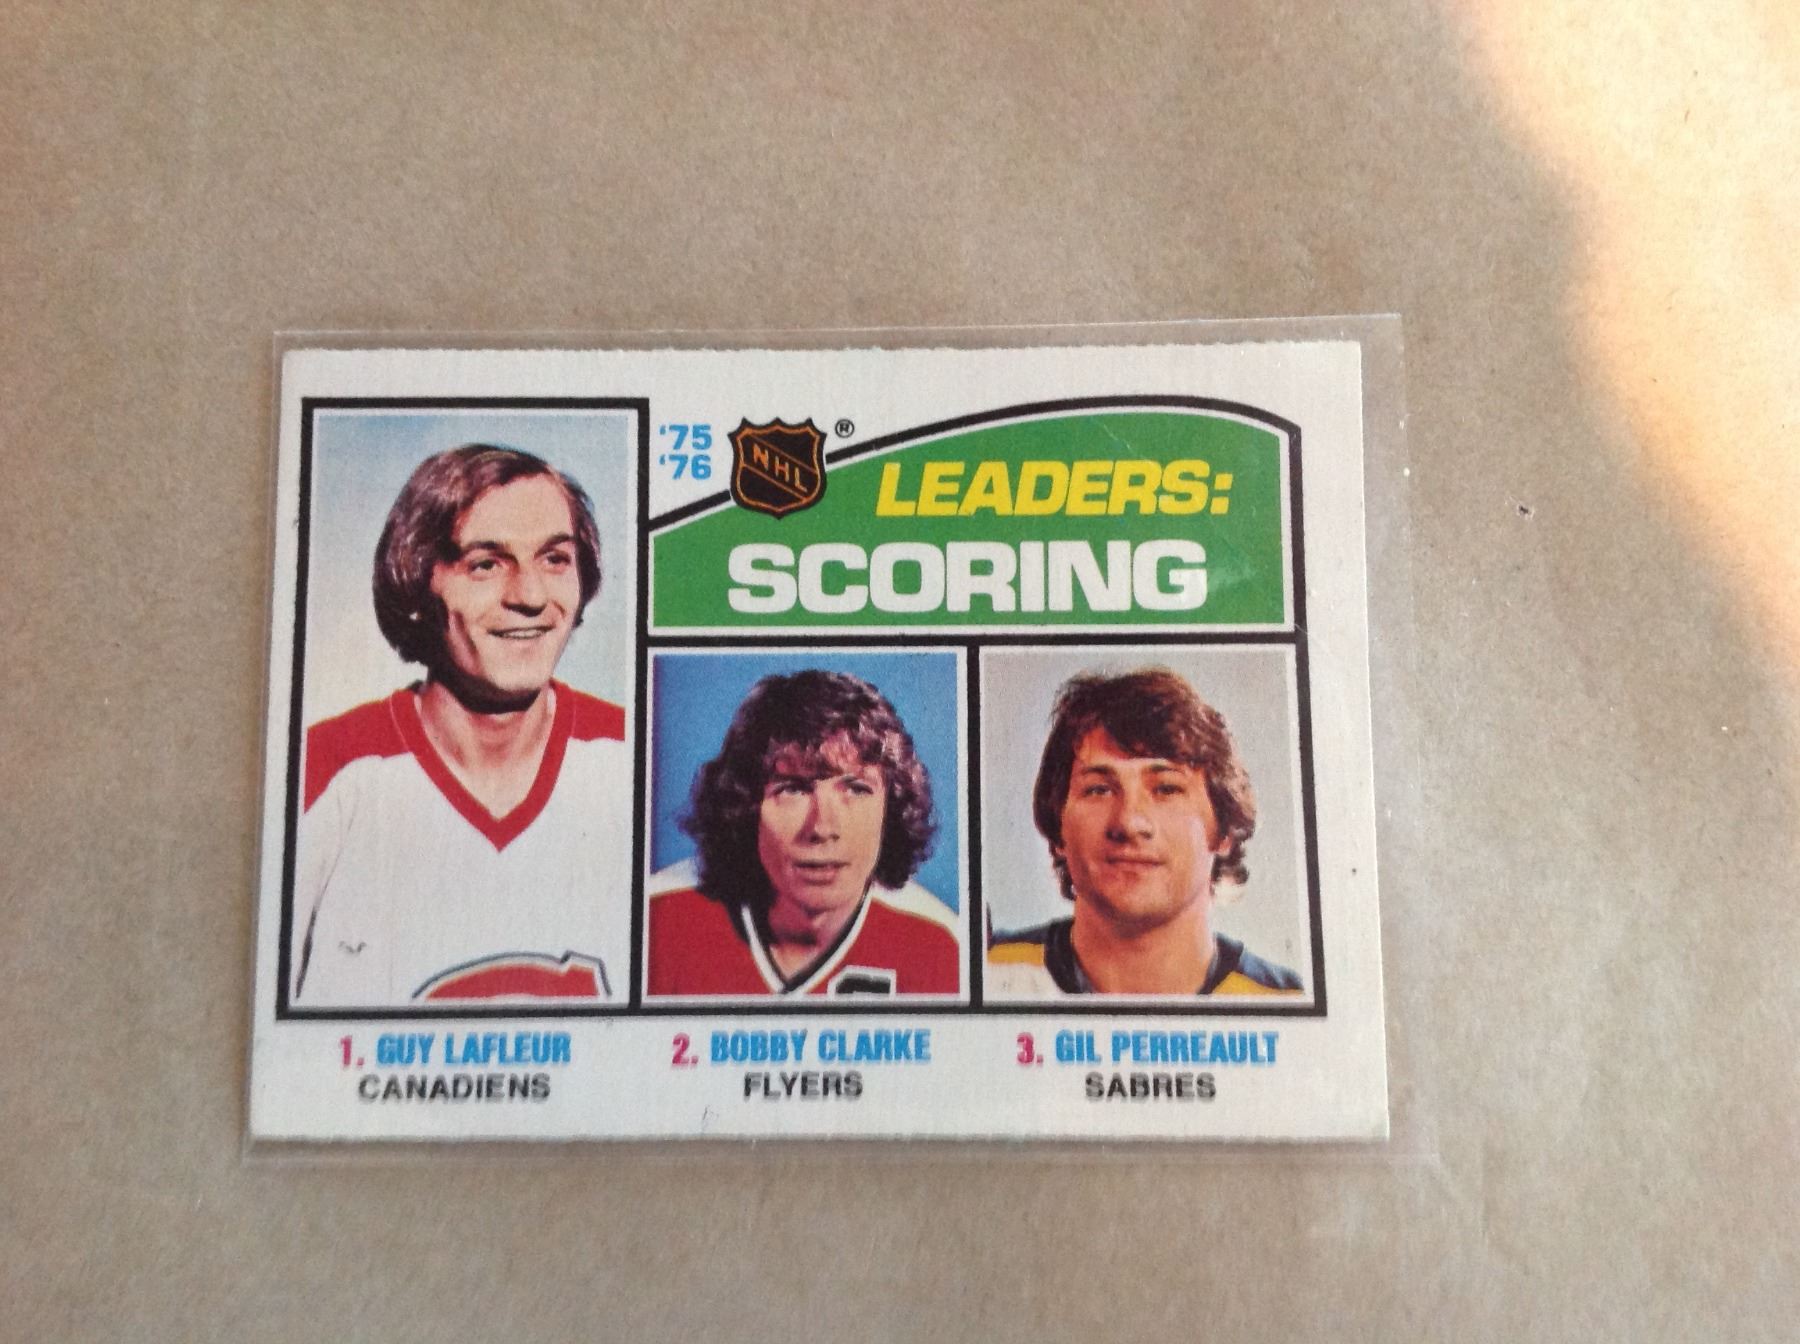 '75
'76
NHL
®
LEADERS:
SCORING
1. GUY LAFLEUR
CANADIENS
2. BOBBY CLARKE
FLYERS
3. GIL PERREAULT
SABRES